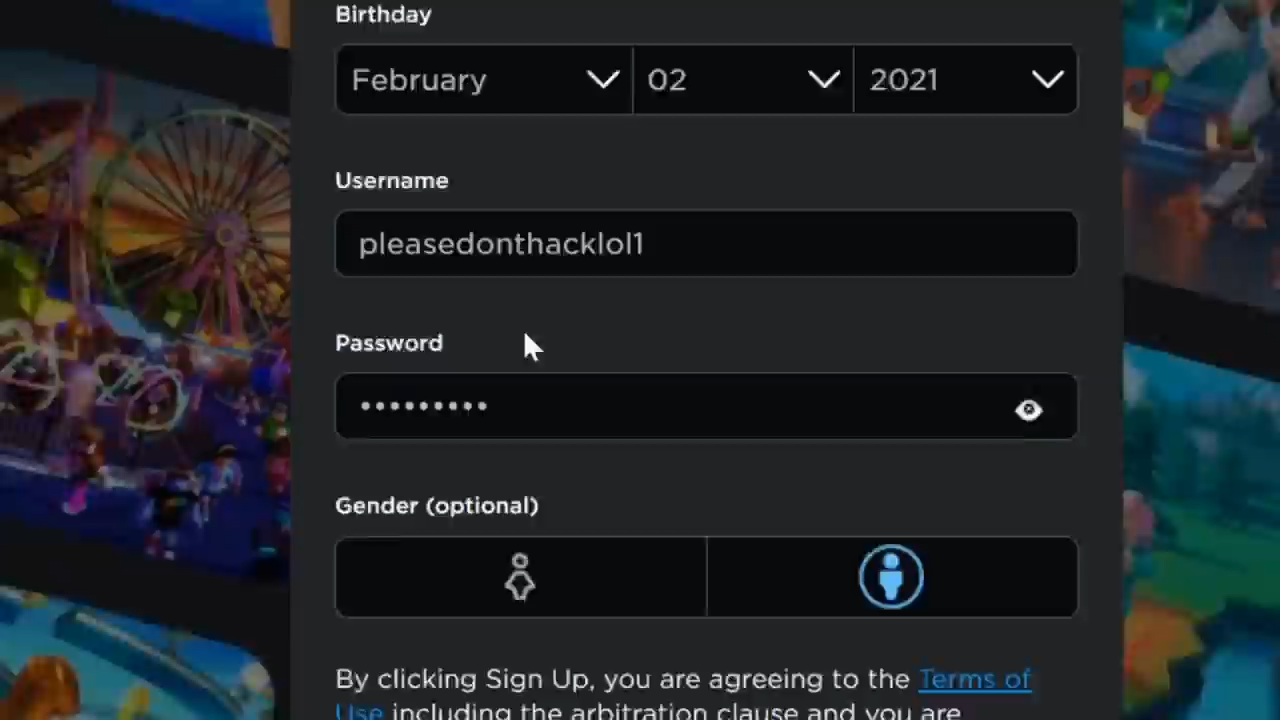 Birthday
February 02 2021
Username
pleasedonthacklol1
Password
•••••••••
Gender (optional)
By clicking Sign Up, you are agreeing to the Terms of
Use including the arbitration clause and you are